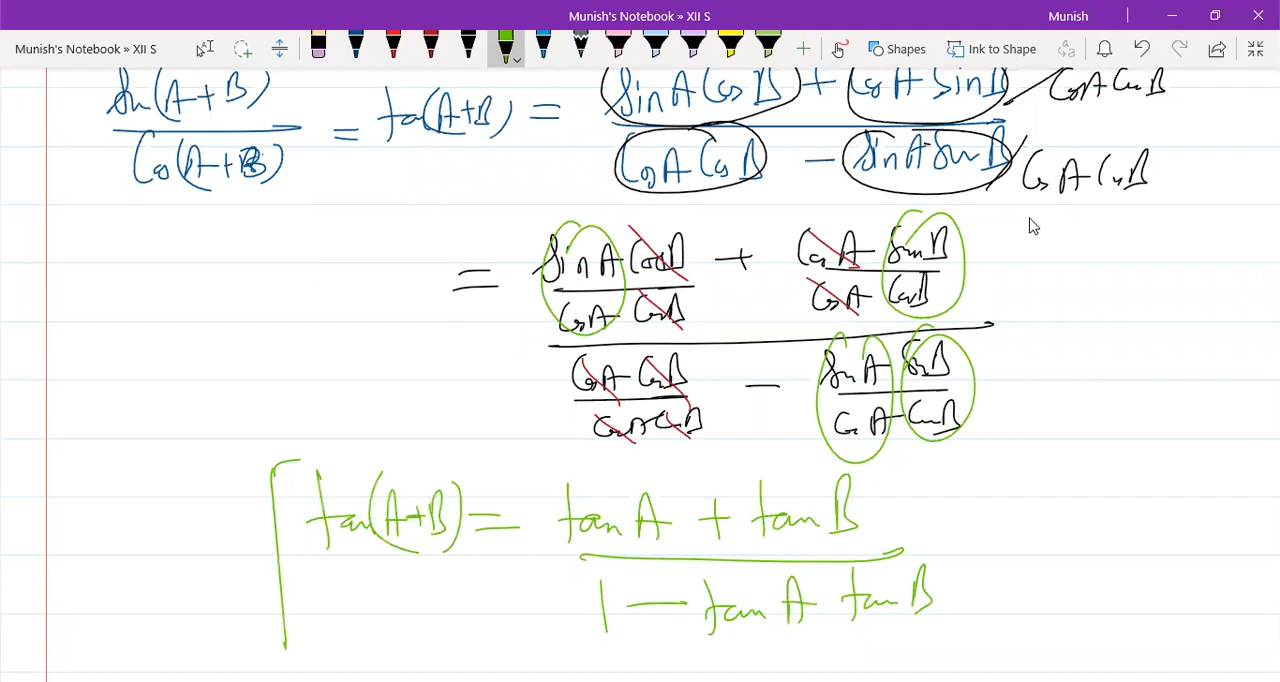 Munish's Notebook » XII S
Munish
Munish's Notebook » XII S
Shapes
Ink to Shape
Sin(A+B) / Cos(A+B) = tan(A+B) = (SinA CosB + CosA SinB) / CosA CosB
(CosA CosB - SinA SinB) / CosA CosB
= SinA CosB / CosA CosB + CosA SinB / CosA CosB
CosA CosB / CosA CosB - SinA SinB / CosA CosB
tan(A+B) = tanA + tanB
1 - tanA tanB